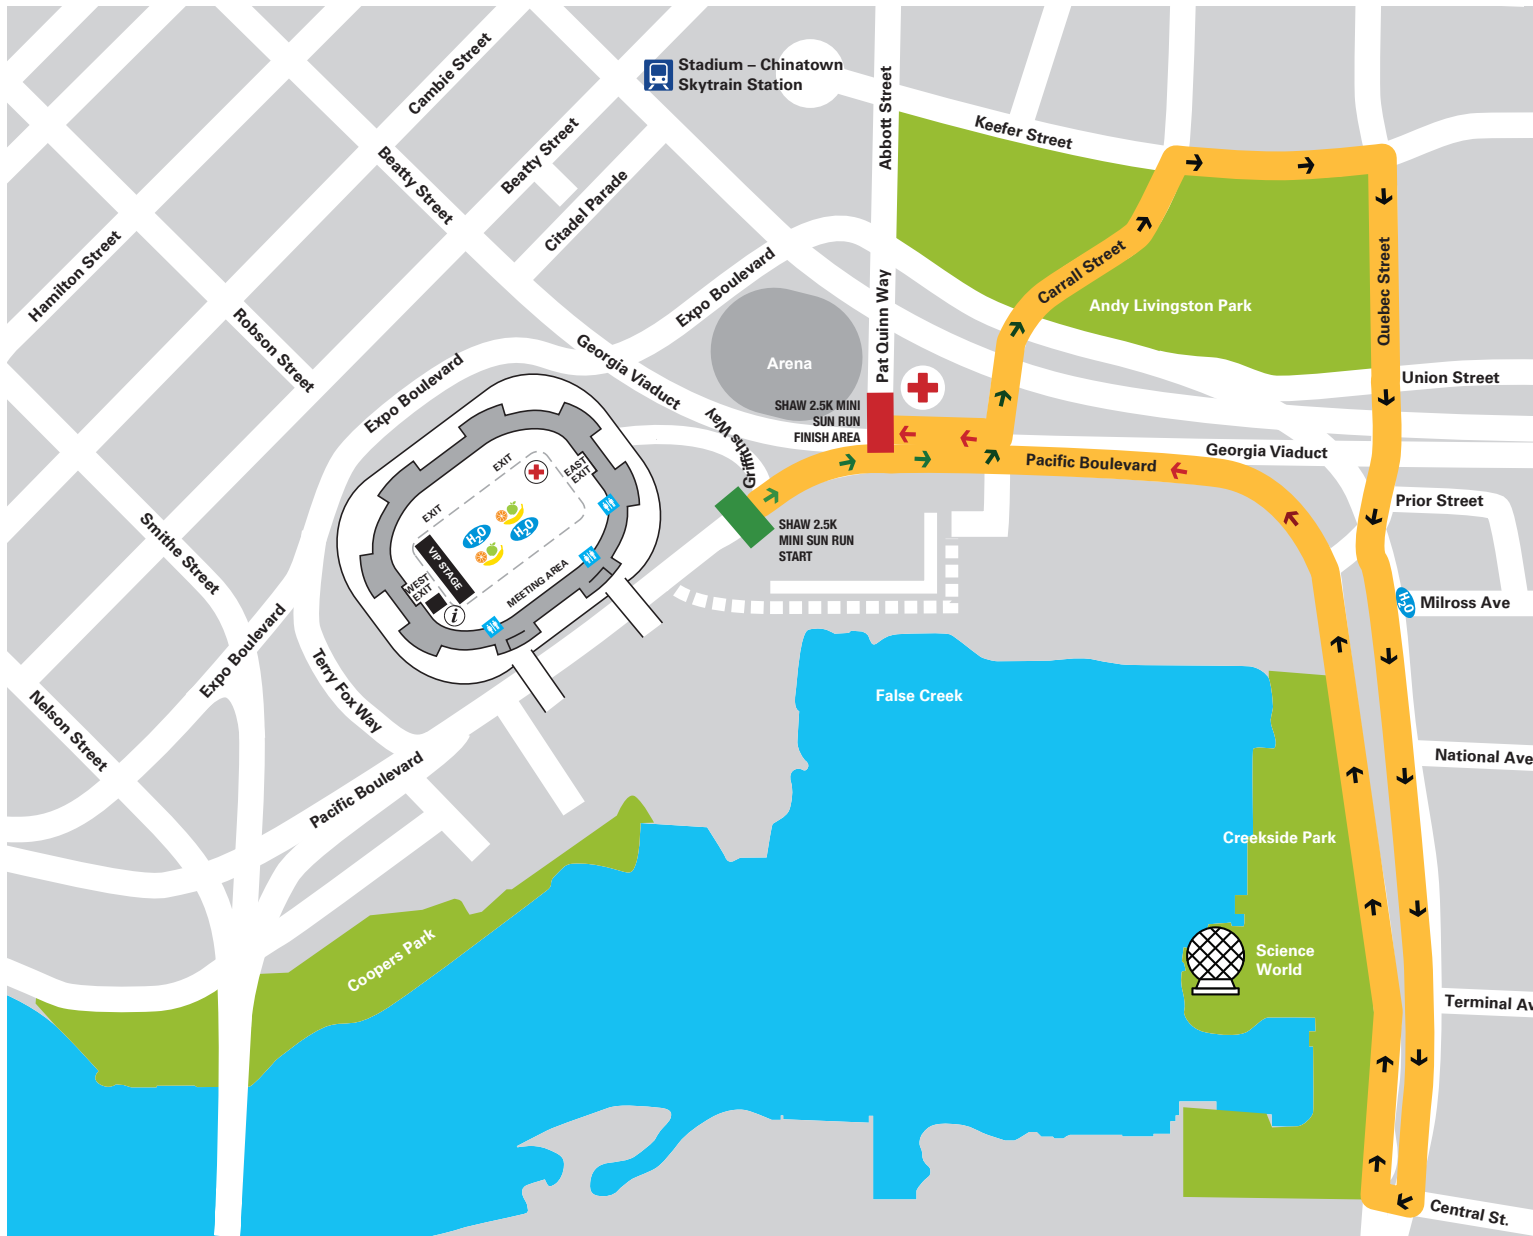 Stadium – Chinatown
Skytrain Station
Cambie Street
Abbott Street
Keefer Street
Beatty Street
Beatty Street
Citadel Parade
Hamilton Street
Carrall Street
Quebec Street
Expo Boulevard
Pat Quinn Way
Andy Livingston Park
Robson Street
Georgia Viaduct
Arena
Union Street
Expo Boulevard
Griffiths Way
SHAW 2.5K MINI
SUN RUN
FINISH AREA
Pacific Boulevard
Georgia Viaduct
EXIT
EAST
EXIT
EXIT
Prior Street
Smithe Street
SHAW 2.5K
MINI SUN RUN
START
H2O
H2O
VIP STAGE
WEST
EXIT
MEETING AREA
i
H2O
Milross Ave
Expo Boulevard
Terry Fox Way
Nelson Street
False Creek
National Ave
Pacific Boulevard
Creekside Park
Coopers Park
Science
World
Terminal Av
Central St.